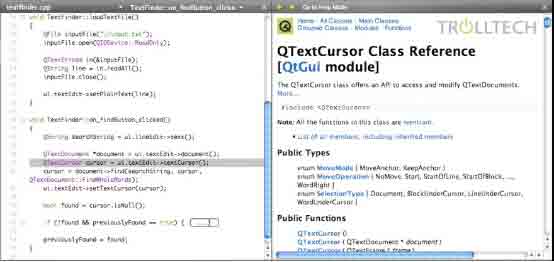 textfinder.cpp
TextFinder::on_findButton_clicked
Go to Help Mode
void TextFinder::loadTextFile()
{
QFile inputFile(":/input.txt");
inputFile.open(QIODevice::ReadOnly);
QTextStream in(&inputFile);
QString line = in.readAll();
inputFile.close();
ui.textEdit->setPlainText(line);
}
void TextFinder::on_findButton_clicked()
{
QString searchString = ui.lineEdit->text();
QTextDocument *document = ui.textEdit->document();
QTextCursor cursor = ui.textEdit->textCursor();
cursor = document->find(searchString, cursor,
QTextDocument::FindWholeWords);
ui.textEdit->setTextCursor(cursor);
bool found = cursor.isNull();
if (!found && previouslyFound == true) { ... }
previouslyFound = found;
Home · All Classes · Main Classes
Grouped Classes · Modules · Functions
TROLLTECH
QTextCursor Class Reference
[QtGui module]
The QTextCursor class offers an API to access and modify QTextDocuments.
More...
#include <QTextCursor>
Note: All the functions in this class are reentrant.
• List of all members, including inherited members
Public Types
enum MoveMode { MoveAnchor, KeepAnchor }
enum MoveOperation { NoMove, Start, StartOfLine, StartOfBlock, ...,
WordRight }
enum SelectionType { Document, BlockUnderCursor, LineUnderCursor,
WordUnderCursor }
Public Functions
QTextCursor ()
QTextCursor ( QTextDocument * document )
QTextCursor ( QTextFrame * frame )